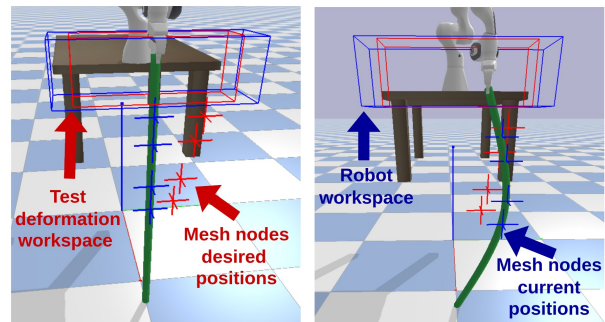 Test
deformation
workspace
Mesh nodes
desired
positions
Robot
workspace
Mesh nodes
current
positions